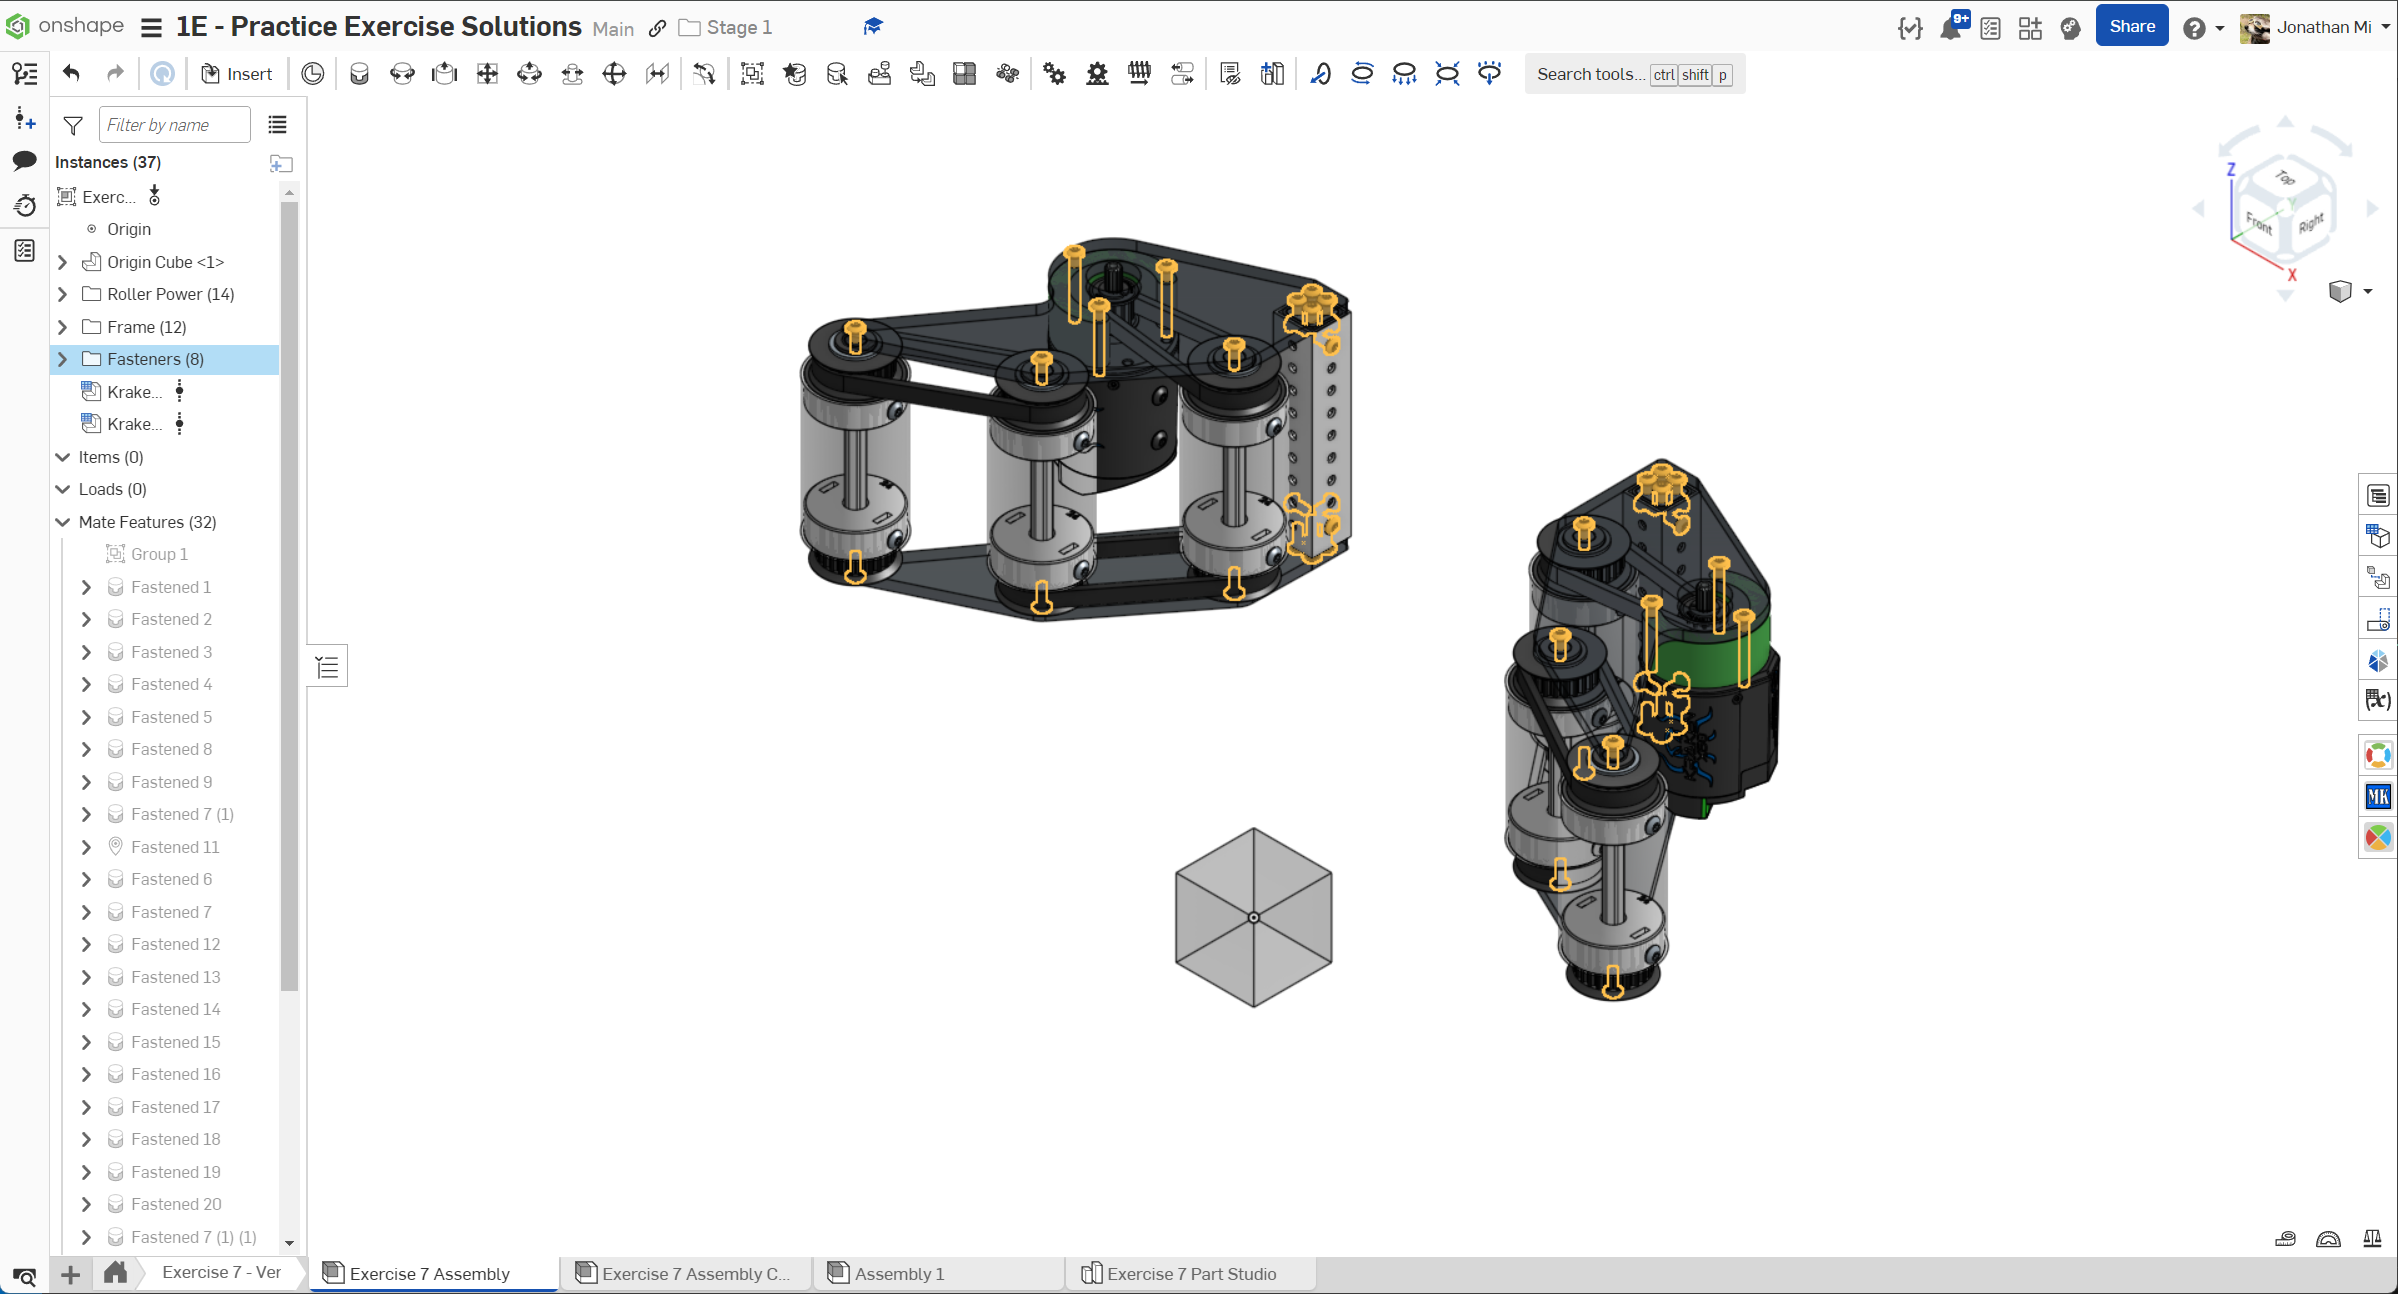 onshape
1E - Practice Exercise Solutions Main Stage 1
9+
Share
Jonathan Mi
Insert
Search tools... ctrl shift p
Filter by name
Instances (37)
Exerc...
Origin
Origin Cube <1>
Roller Power (14)
Frame (12)
Fasteners (8)
Krake...
Krake...
Items (0)
Loads (0)
Mate Features (32)
Group 1
Fastened 1
Fastened 2
Fastened 3
Fastened 4
Fastened 5
Fastened 8
Fastened 9
Fastened 7 (1)
Fastened 11
Fastened 6
Fastened 7
Fastened 12
Fastened 13
Fastened 14
Fastened 15
Fastened 16
Fastened 17
Fastened 18
Fastened 19
Fastened 20
Fastened 7 (1) (1)
Z
Top
Y
Front
Right
X
(x)
MK
Exercise 7 - Ver
Exercise 7 Assembly
Exercise 7 Assembly C...
Assembly 1
Exercise 7 Part Studio